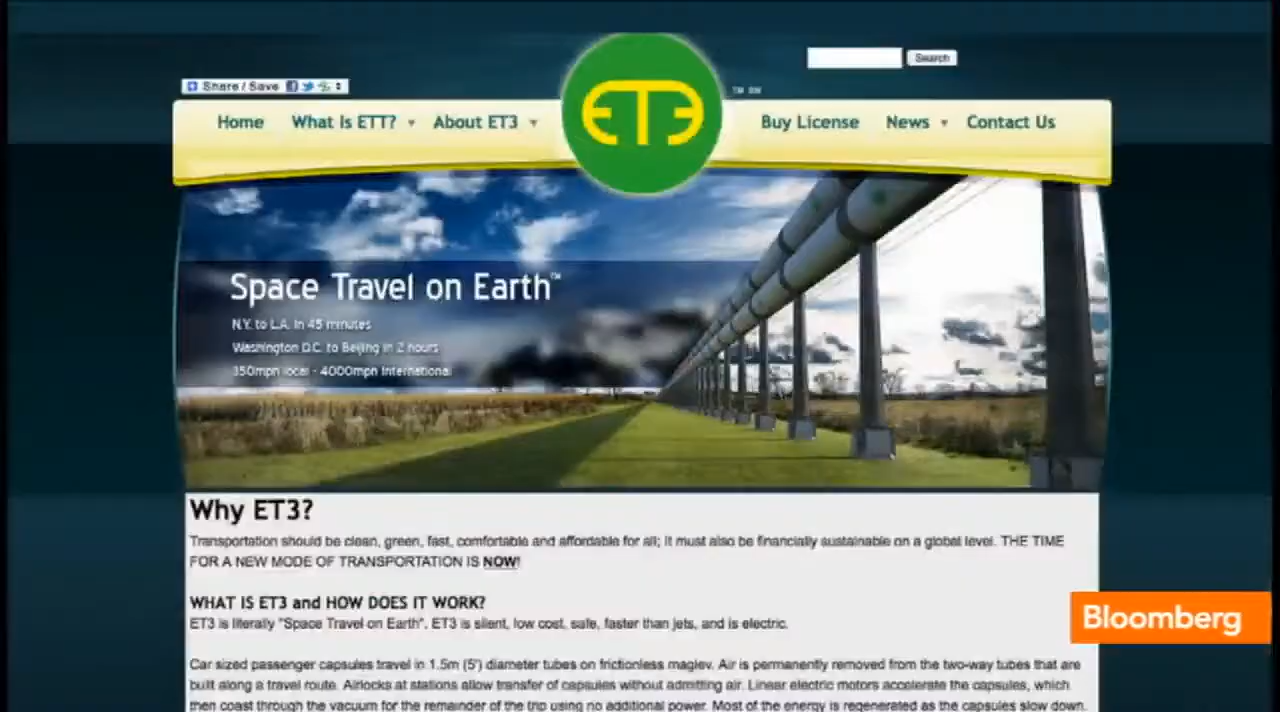 Search
Share / Save
ET3
TM SM
Home What Is ETT? About ET3 Buy License News Contact Us
Space Travel on Earth™
N.Y. to L.A. in 45 minutes
Washington D.C. to Beijing in 2 hours
350mph local - 4000mph International
Why ET3?
Transportation should be clean, green, fast, comfortable and affordable for all; it must also be financially sustainable on a global level. THE TIME
FOR A NEW MODE OF TRANSPORTATION IS NOW!
WHAT IS ET3 and HOW DOES IT WORK?
ET3 is literally "Space Travel on Earth". ET3 is silent, low cost, safe, faster than jets, and is electric.
Bloomberg
Car sized passenger capsules travel in 1.5m (5') diameter tubes on frictionless maglev. Air is permanently removed from the two-way tubes that are
built along a travel route. Airlocks at stations allow transfer of capsules without admitting air. Linear electric motors accelerate the capsules, which
then coast through the vacuum for the remainder of the trip using no additional power. Most of the energy is regenerated as the capsules slow down.